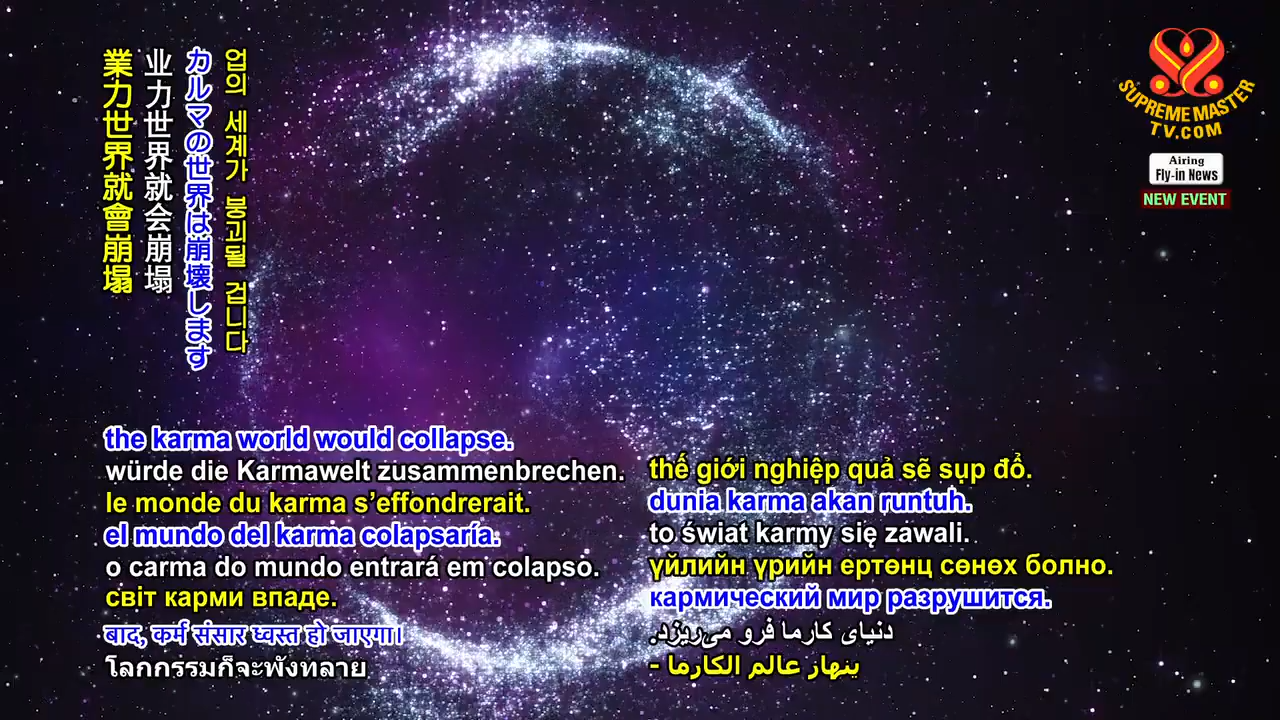 業力世界就會崩塌
业力世界就会崩塌
カルマの世界は崩壊します
업의 세계가 붕괴될 겁니다
SUPREME MASTER
TV.COM
Airing
Fly-in News
NEW EVENT
the karma world would collapse.
würde die Karmawelt zusammenbrechen.
le monde du karma s’effondrerait.
el mundo del karma colapsaría.
o carma do mundo entrará em colapso.
світ карми впаде.
बाद, कर्म संसार ध्वस्त हो जाएगा।
โลกกรรมก็จะพังทลาย
thế giới nghiệp quả sẽ sụp đổ.
dunia karma akan runtuh.
to świat karmy się zawali.
үйлийн үрийн ертөнц сөнөх болно.
кармический мир разрушится.
دنیای کارما فرو می‌ریزد.
ينهار عالم الكارما -